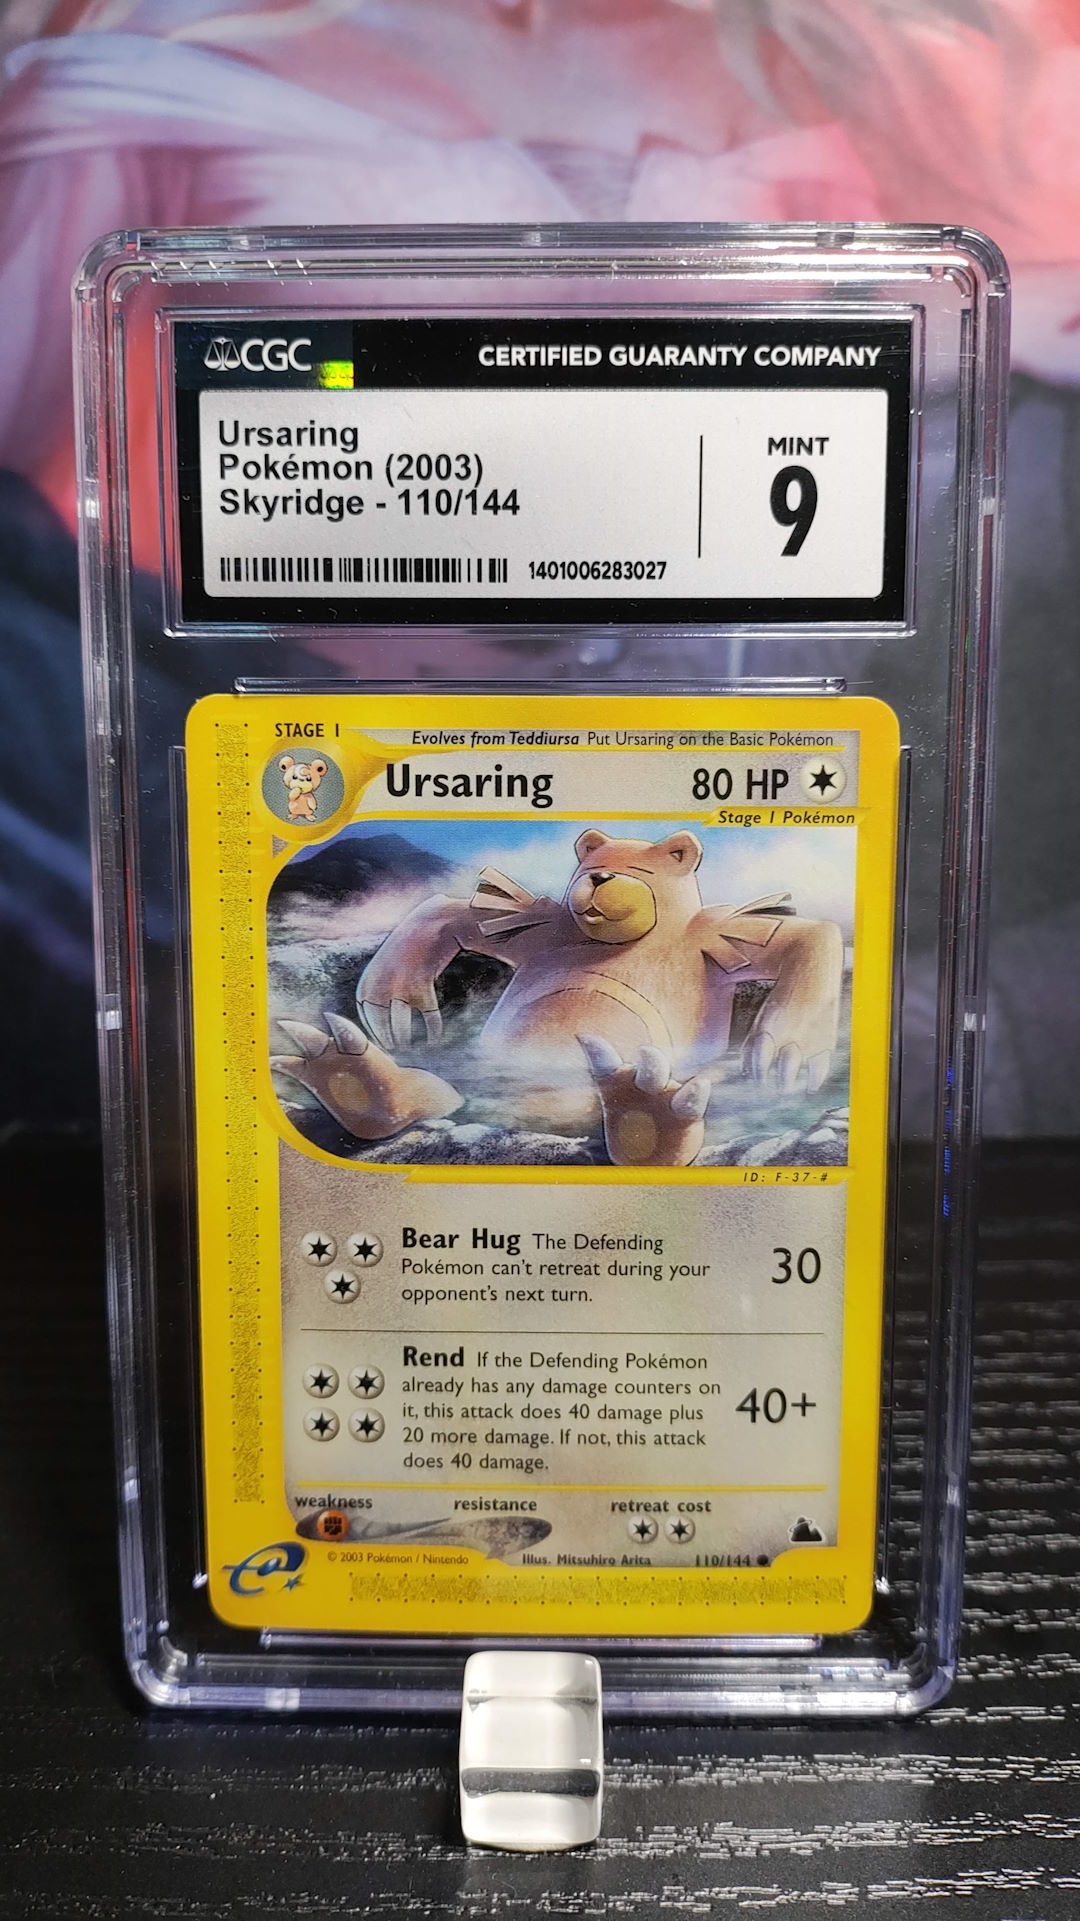 CGC
CERTIFIED GUARANTY COMPANY
Ursaring
Pokémon (2003)
Skyridge - 110/144
MINT
9
1401006283027
STAGE 1
Evolves from Teddiursa Put Ursaring on the Basic Pokémon
Ursaring
80 HP
Stage 1 Pokémon
ID: F-37-#
Bear Hug The Defending
Pokémon can't retreat during your
opponent's next turn.
30
Rend If the Defending Pokémon
already has any damage counters on
it, this attack does 40 damage plus
20 more damage. If not, this attack
does 40 damage.
40+
weakness
resistance
retreat cost
© 2003 Pokémon / Nintendo
Illus. Mitsuhiro Arita
110/144
e